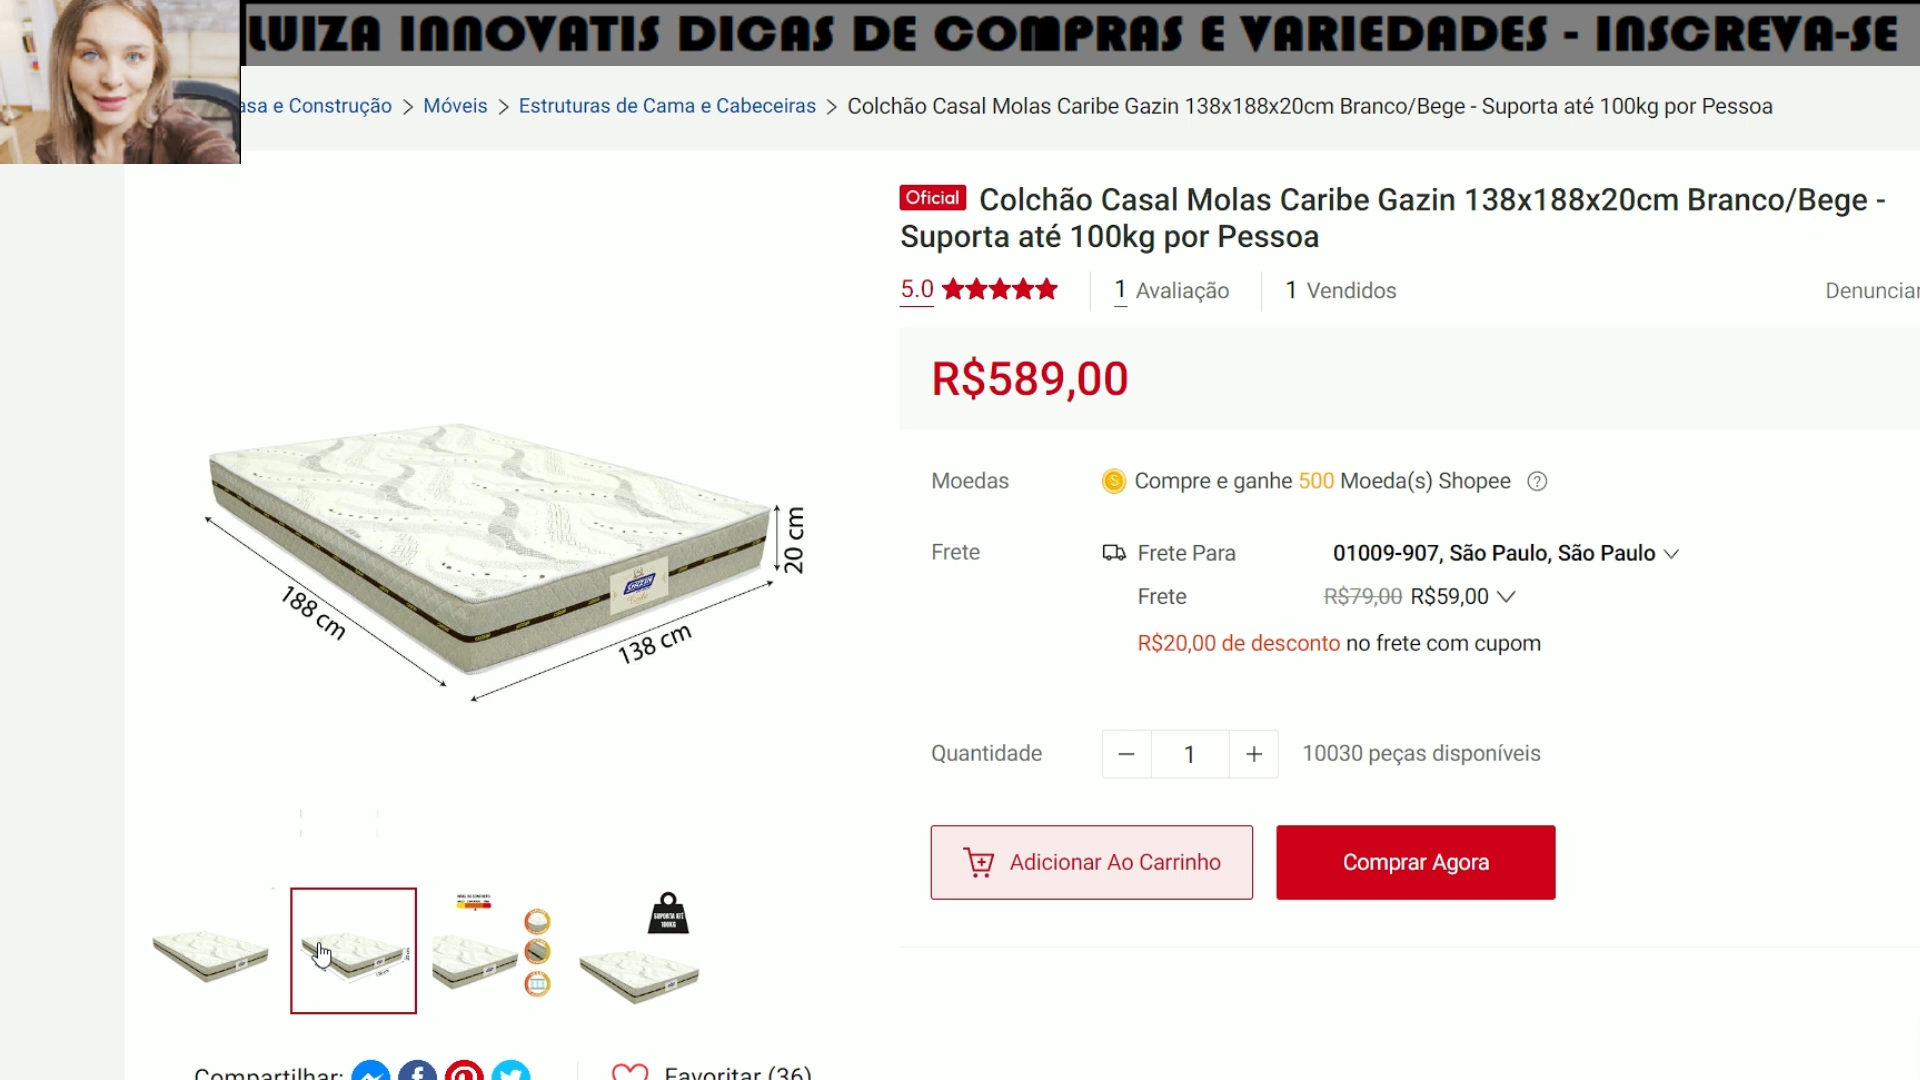 LUIZA INNOVATIS DICAS DE COMPRAS E VARIEDADES - INSCREVA-SE
asa e Construção > Móveis > Estruturas de Cama e Cabeceiras > Colchão Casal Molas Caribe Gazin 138x188x20cm Branco/Bege - Suporta até 100kg por Pessoa
Oficial Colchão Casal Molas Caribe Gazin 138x188x20cm Branco/Bege -
Suporta até 100kg por Pessoa
5.0 1 Avaliação 1 Vendidos Denunciar
R$589,00
Moedas Compre e ganhe 500 Moeda(s) Shopee ?
Frete Frete Para 01009-907, São Paulo, São Paulo
Frete R$79,00 R$59,00
R$20,00 de desconto no frete com cupom
Quantidade - 1 + 10030 peças disponíveis
Adicionar Ao Carrinho Comprar Agora
20 cm
188 cm
138 cm
GAZIN
SUPORTA ATÉ
100KG
Compartilhar: Favoritar (36)